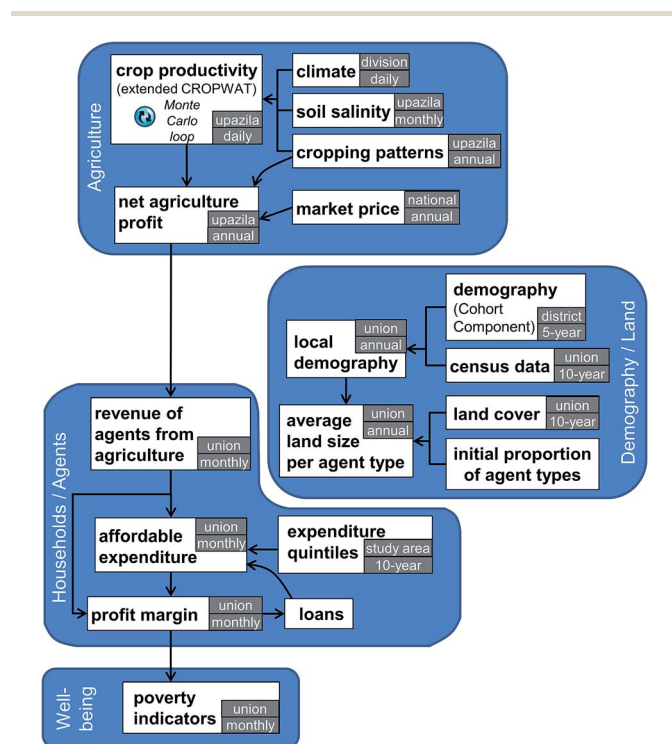 Agriculture
crop productivity
(extended CROPWAT)
Monte
Carlo
loop
upazila
daily
climate
division
daily
soil salinity
upazila
monthly
cropping patterns
upazila
annual
net agriculture
profit
upazila
annual
market price
national
annual
Demography / Land
demography
(Cohort
Component)
district
5-year
local
demography
union
annual
census data
union
10-year
average
land size
per agent type
union
annual
land cover
union
10-year
initial proportion
of agent types
Households / Agents
revenue of
agents from
agriculture
union
monthly
affordable
expenditure
union
monthly
expenditure
quintiles
study area
10-year
profit margin
union
monthly
loans
Well-
being
poverty
indicators
union
monthly